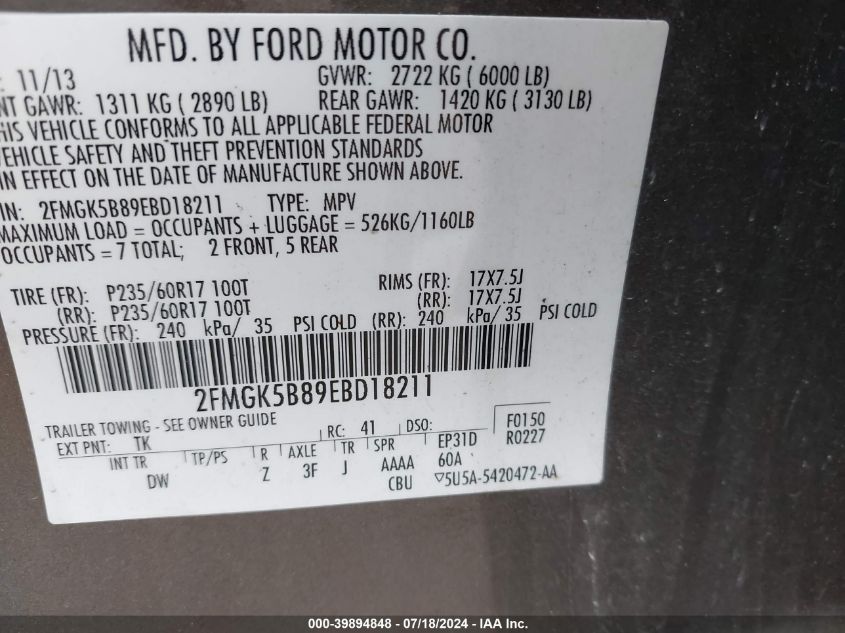 MFD. BY FORD MOTOR CO.
: 11/13 GVWR: 2722 KG ( 6000 LB)
NT GAWR: 1311 KG ( 2890 LB) REAR GAWR: 1420 KG ( 3130 LB)
HIS VEHICLE CONFORMS TO ALL APPLICABLE FEDERAL MOTOR
EHICLE SAFETY AND THEFT PREVENTION STANDARDS
IN EFFECT ON THE DATE OF MANUFACTURE SHOWN ABOVE.
IN: 2FMGK5B89EBD18211 TYPE: MPV
MAXIMUM LOAD = OCCUPANTS + LUGGAGE = 526KG/1160LB
OCCUPANTS = 7 TOTAL; 2 FRONT, 5 REAR
TIRE (FR): P235/60R17 100T RIMS (FR): 17X7.5J
(RR): P235/60R17 100T (RR): 17X7.5J
PRESSURE (FR): 240 kPa/ 35 PSI COLD (RR): 240 kPa/ 35 PSI COLD
2FMGK5B89EBD18211
TRAILER TOWING - SEE OWNER GUIDE
EXT PNT: TK RC: 41 DSO: F0150
R0227
INT TR TP/PS R AXLE TR SPR EP31D
DW Z 3F J AAAA 60A
CBU ▽5U5A-5420472-AA
000-39894848 - 07/18/2024 - IAA Inc.